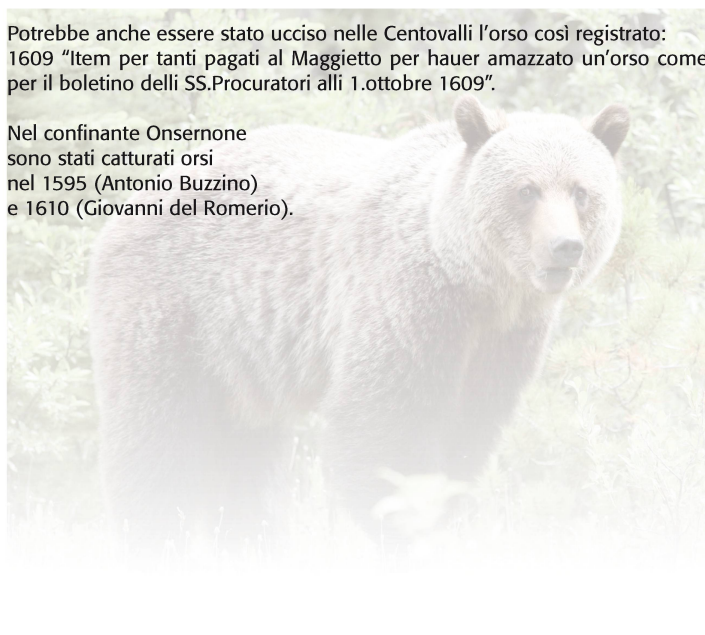 Potrebbe anche essere stato ucciso nelle Centovalli l’orso così registrato:
1609 “Item per tanti pagati al Maggietto per hauer amazzato un’orso come
per il boletino delli SS.Procuratori alli 1.ottobre 1609”.
Nel confinante Onsernone
sono stati catturati orsi
nel 1595 (Antonio Buzzino)
e 1610 (Giovanni del Romerio).